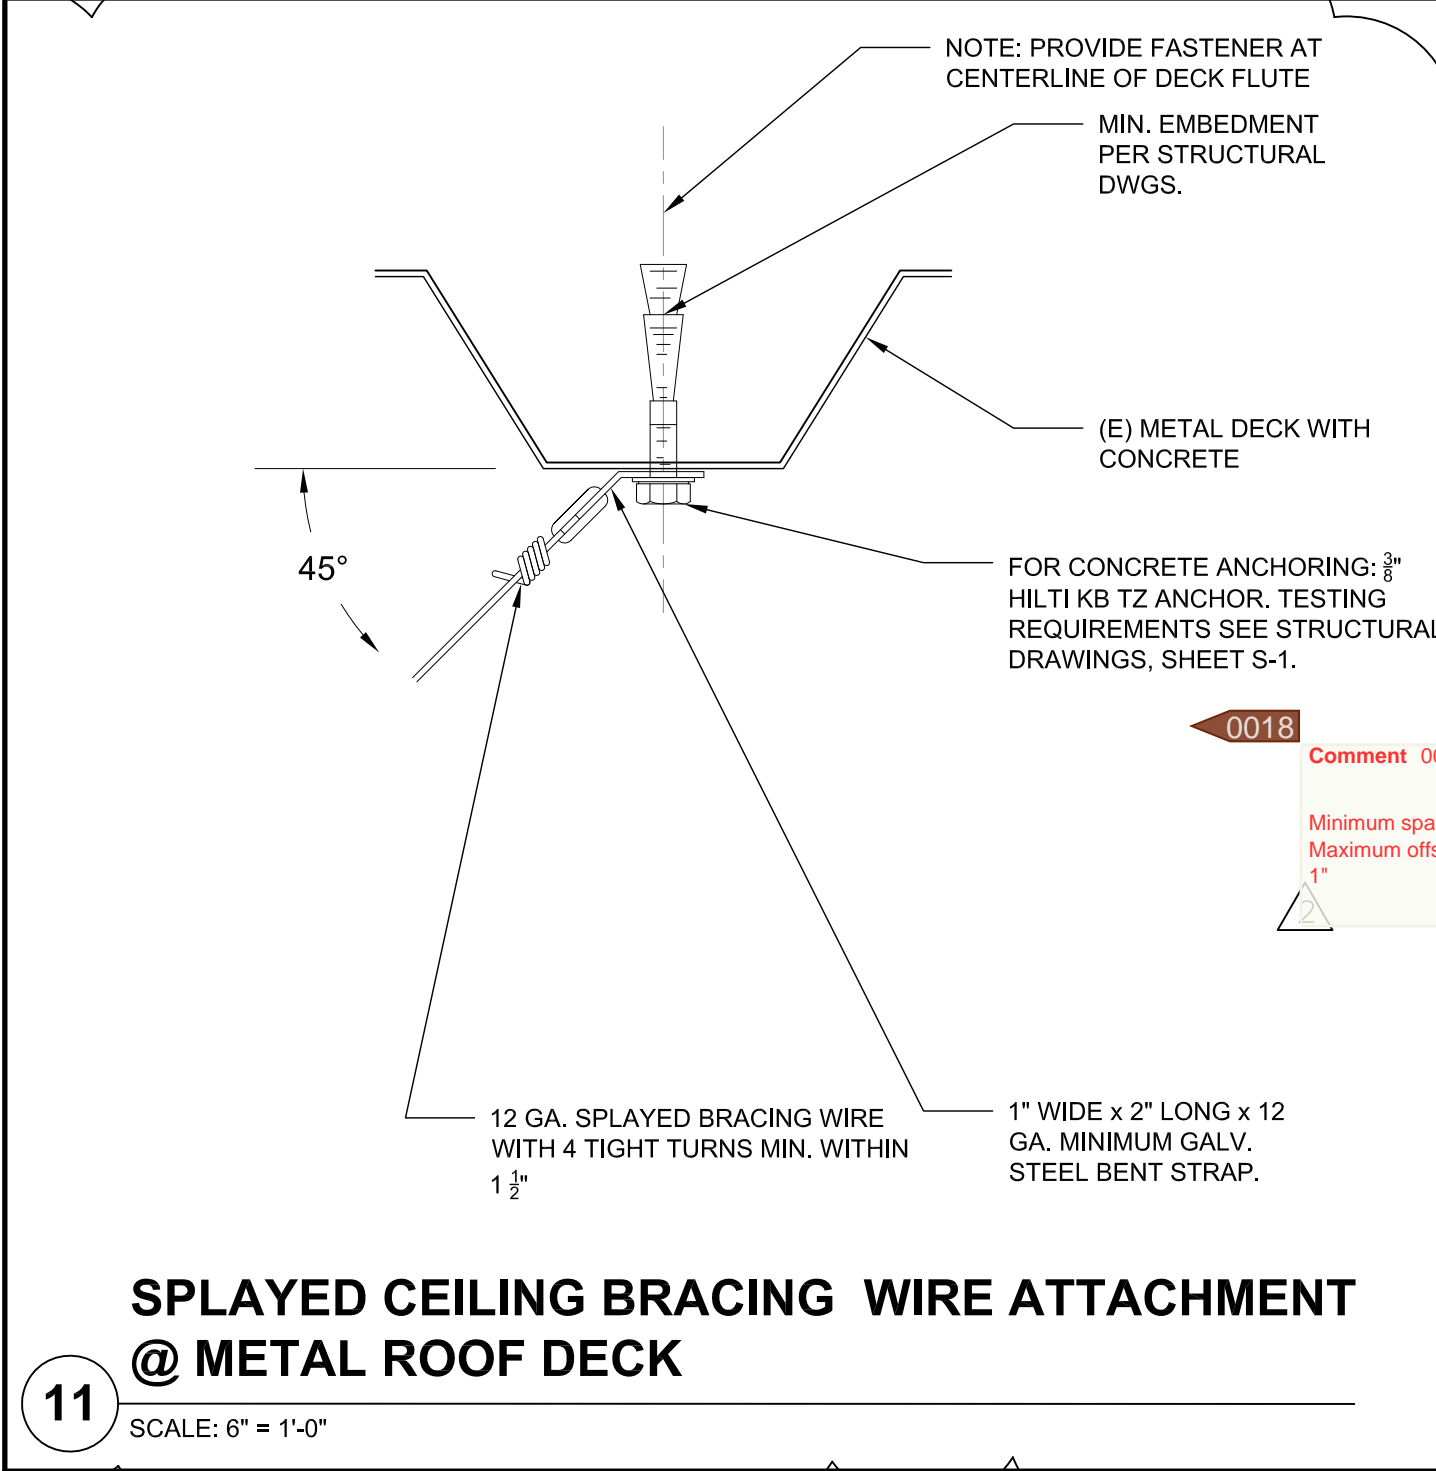 NOTE: PROVIDE FASTENER AT
CENTERLINE OF DECK FLUTE
MIN. EMBEDMENT
PER STRUCTURAL
DWGS.
(E) METAL DECK WITH
CONCRETE
45°
FOR CONCRETE ANCHORING: 3/8"
HILTI KB TZ ANCHOR. TESTING
REQUIREMENTS SEE STRUCTURAL
DRAWINGS, SHEET S-1.
0018
Comment
Minimum
Maximum
1"
2
12 GA. SPLAYED BRACING WIRE
WITH 4 TIGHT TURNS MIN. WITHIN
1 1/2"
1" WIDE x 2" LONG x 12
GA. MINIMUM GALV.
STEEL BENT STRAP.
SPLAYED CEILING BRACING WIRE ATTACHMENT
@ METAL ROOF DECK
11
SCALE: 6" = 1'-0"